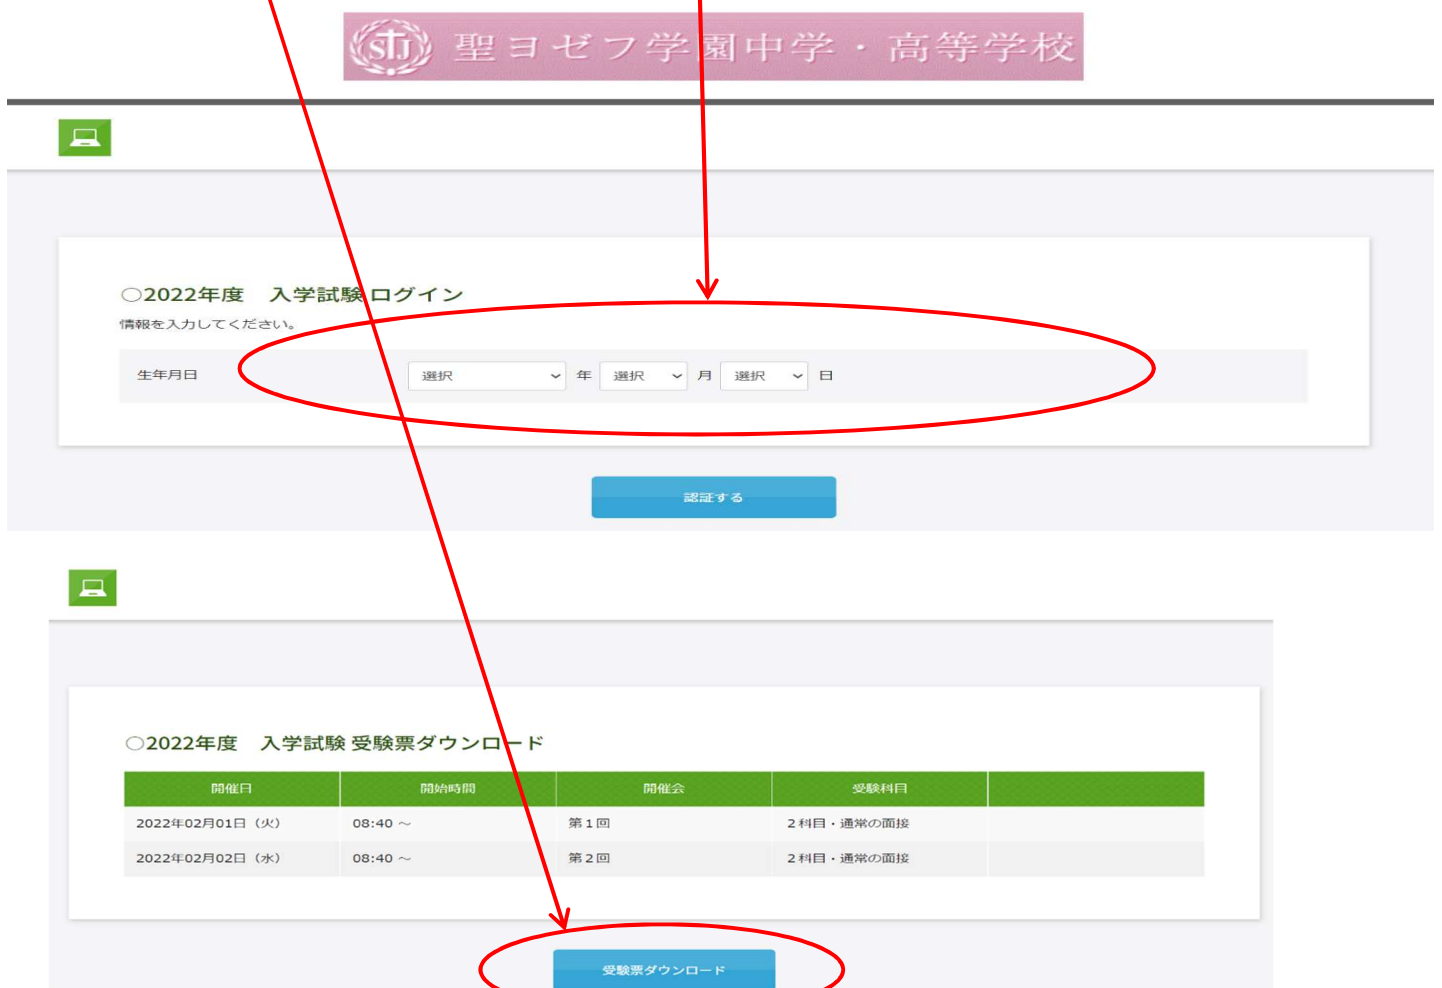 STJ 聖ヨゼフ学園中学・高等学校
○2022年度　入学試験 ログイン
情報を入力してください。
生年月日 選択 年 選択 月 選択 日
認証する
○2022年度　入学試験 受験票ダウンロード
開催日 開始時間 開催会 受験科目
2022年02月01日（火） 08:40 ～ 第１回 ２科目・通常の面接
2022年02月02日（水） 08:40 ～ 第２回 ２科目・通常の面接
受験票ダウンロード